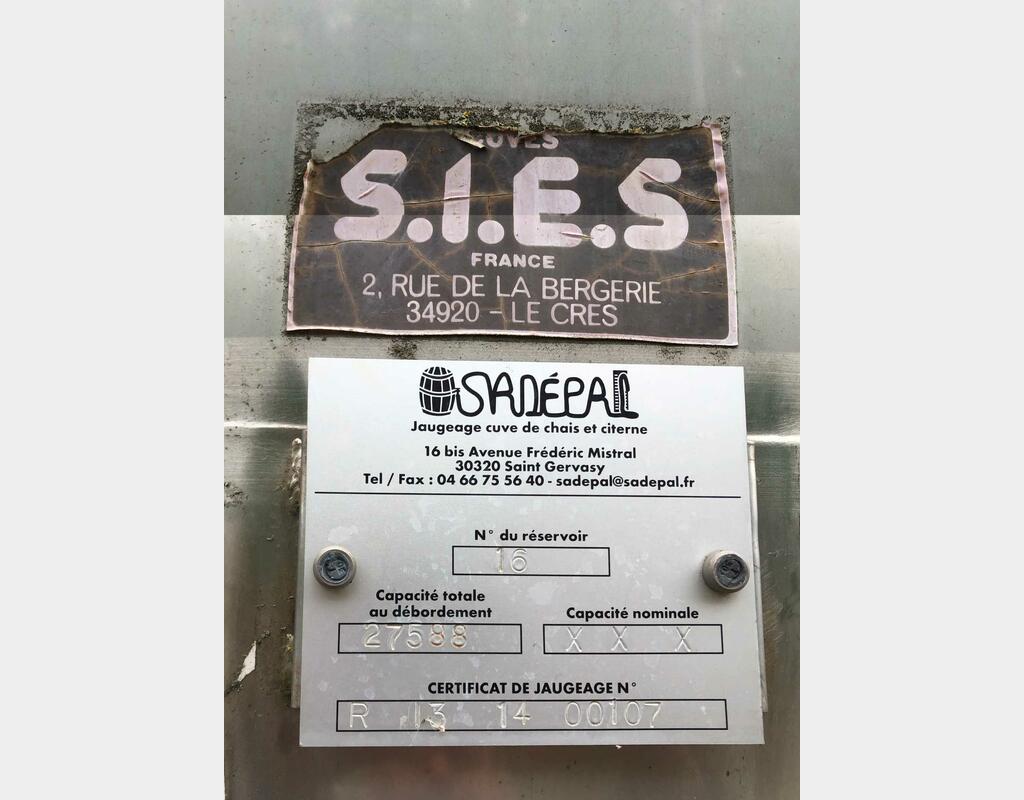 CUVES
S.I.E.S
FRANCE
2, RUE DE LA BERGERIE
34920 - LE CRES
SADÉPAL
Jaugeage cuve de chais et citerne
16 bis Avenue Frédéric Mistral
30320 Saint Gervasy
Tel / Fax : 04 66 75 56 40 - sadepal@sadepal.fr
N° du réservoir
16
Capacité totale
au débordement
Capacité nominale
27588
X X X
CERTIFICAT DE JAUGEAGE N°
R 13 14 00107